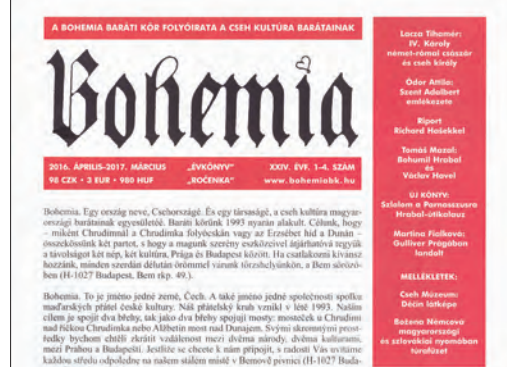 A BOHEMIA BARÁTI KÖR FOLYÓIRATA A CSEH KULTÚRA BARÁTAINAK
Bohemia
2016. ÁPRILIS-2017. MÁRCIUS „ÉVKÖNYV” XXIV. ÉVF. 1-4. SZÁM
98 CZK • 3 EUR • 980 HUF „ROČENKA” www.bohemiabk.hu
Bohemia. Egy ország neve, Csehországé. És egy társaságé, a cseh kultúra magyar-
országi barátainak egyesületéé. Baráti körünk 1993 nyarán alakult. Célunk, hogy
– miként Chrudimnál a Chrudimka folyócskán vagy az Erzsébet híd a Dunán –
összekössünk két partot, s hogy a magunk szerény eszközeivel átjárhatóvá tegyük
a távolságot két nép, két kultúra, Prága és Budapest között. Ha csatlakozni kívánsz
hozzánk, minden szerdán délután örömmel várunk törzshelyünkön, a Bem söröző-
ben (H-1027 Budapest, Bem rkp. 49.).
Bohemia. To je jméno jedné země, Čech. A také jméno jedné společnosti spolku
maďarských přátel české kultury. Náš přátelský kruh vznikl v létě 1993. Naším
cílem je spojit dva břehy, tak jako dva břehy spojují mosty: mosteček u Chrudimi
nad říčkou Chrudimka nebo Alžbětin most nad Dunajem. Svými skromnými prost-
ředky bychom chtěli zkrátit vzdálenost mezi dvěma národy, dvěma kulturami,
mezi Prahou a Budapeští. Jestliže se chcete k nám připojit, s radostí Vás uvítáme
každou středu odpoledne na našem stálém místě v Bemově pivnici (H-1027 Buda-
Lacza Tihamér:
IV. Károly
német-római császár
és cseh király
Ódor Attila:
Szent Adalbert
emlékezete
Riport
Richard Hašekkel
Tomáš Mazal:
Bohumil Hrabal
és
Václav Havel
ÚJ KÖNYV:
Szlalom a Parnasszusra
Hrabal-útikalauz
Martina Fialková:
Gulliver Prágában
landolt
MELLÉKLETEK:
Cseh Múzeum:
Děčín látképe
Božena Němcová
magyarországi
és szlovákiai nyomában
túrafüzet